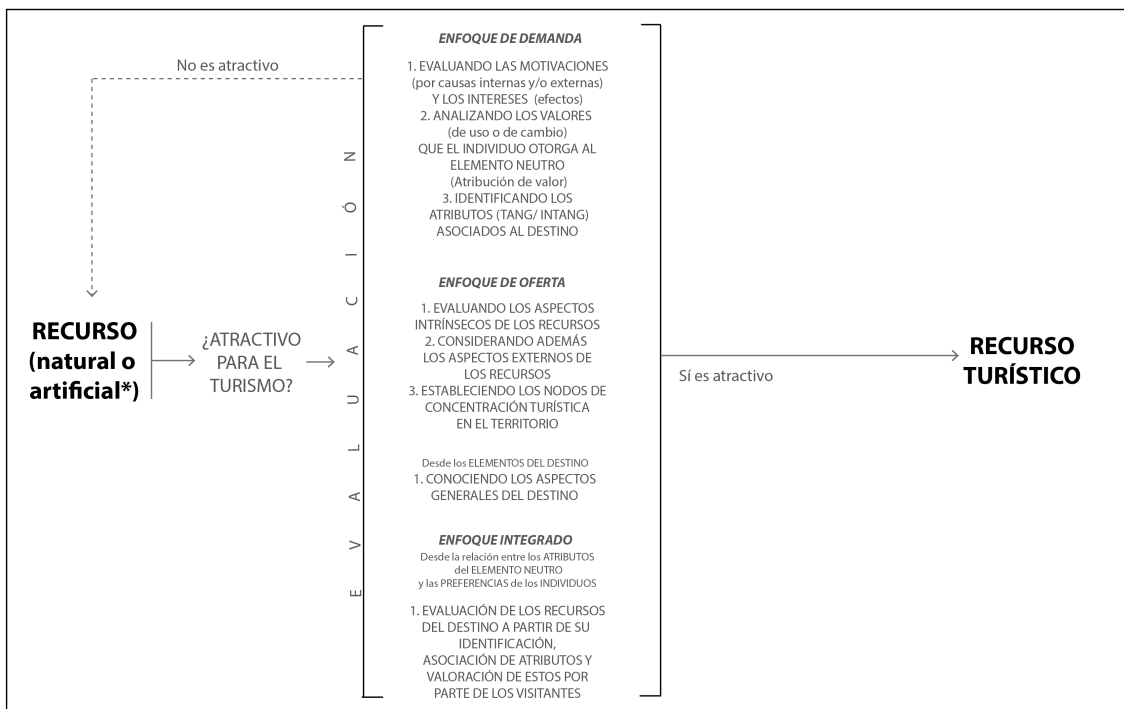 No es atractivo
RECURSO
(natural o
artificial*)
¿ATRACTIVO
PARA EL
TURISMO?
EVALUACIÓN
ENFOQUE DE DEMANDA
1. EVALUANDO LAS MOTIVACIONES
(por causas internas y/o externas)
Y LOS INTERESES (efectos)
2. ANALIZANDO LOS VALORES
(de uso o de cambio)
QUE EL INDIVIDUO OTORGA AL
ELEMENTO NEUTRO
(Atribución de valor)
3. IDENTIFICANDO LOS
ATRIBUTOS (TANG/ INTANG)
ASOCIADOS AL DESTINO
ENFOQUE DE OFERTA
1. EVALUANDO LOS ASPECTOS
INTRÍNSECOS DE LOS RECURSOS
2. CONSIDERANDO ADEMÁS
LOS ASPECTOS EXTERNOS DE
LOS RECURSOS
3. ESTABLECIENDO LOS NODOS DE
CONCENTRACIÓN TURÍSTICA
EN EL TERRITORIO
Desde los ELEMENTOS DEL DESTINO
1. CONOCIENDO LOS ASPECTOS
GENERALES DEL DESTINO
ENFOQUE INTEGRADO
Desde la relación entre los ATRIBUTOS
del ELEMENTO NEUTRO
y las PREFERENCIAS de los INDIVIDUOS
1. EVALUACIÓN DE LOS RECURSOS
DEL DESTINO A PARTIR DE SU
IDENTIFICACIÓN,
ASOCIACIÓN DE ATRIBUTOS Y
VALORACIÓN DE ESTOS POR
PARTE DE LOS VISITANTES
Sí es atractivo
RECURSO
TURÍSTICO